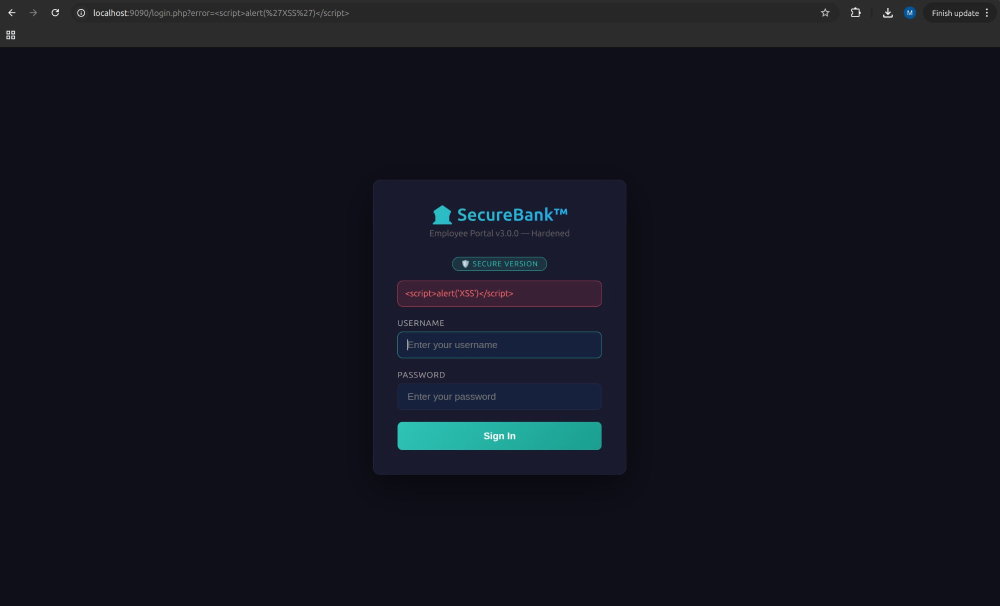 localhost:9090/login.php?error=<script>alert(%27XSS%27)</script>
M
Finish update
SecureBank™
Employee Portal v3.0.0 — Hardened
SECURE VERSION
<script>alert('XSS')</script>
USERNAME
Enter your username
PASSWORD
Enter your password
Sign In